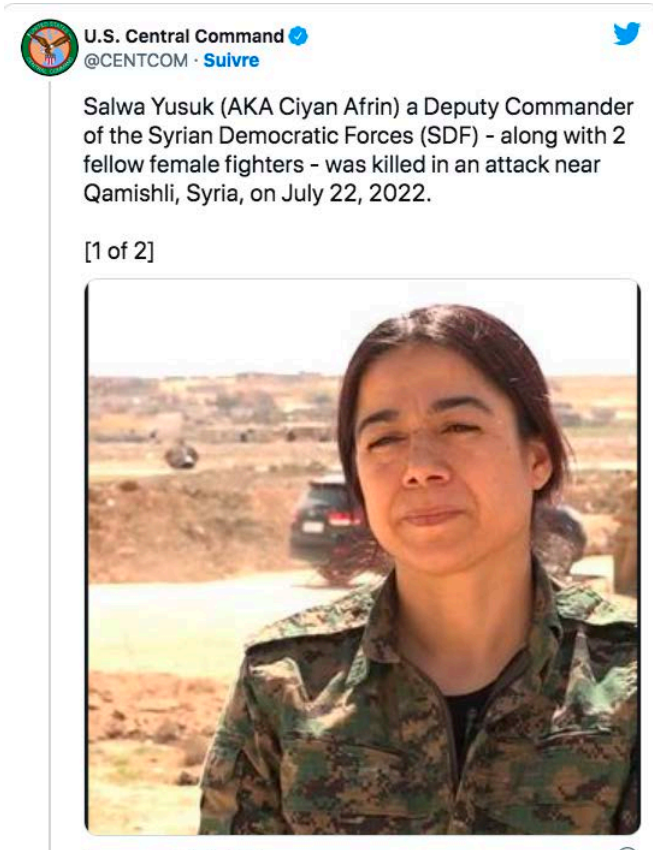 U.S. Central Command
@CENTCOM · Suivre
Salwa Yusuk (AKA Ciyan Afrin) a Deputy Commander
of the Syrian Democratic Forces (SDF) - along with 2
fellow female fighters - was killed in an attack near
Qamishli, Syria, on July 22, 2022.
[1 of 2]